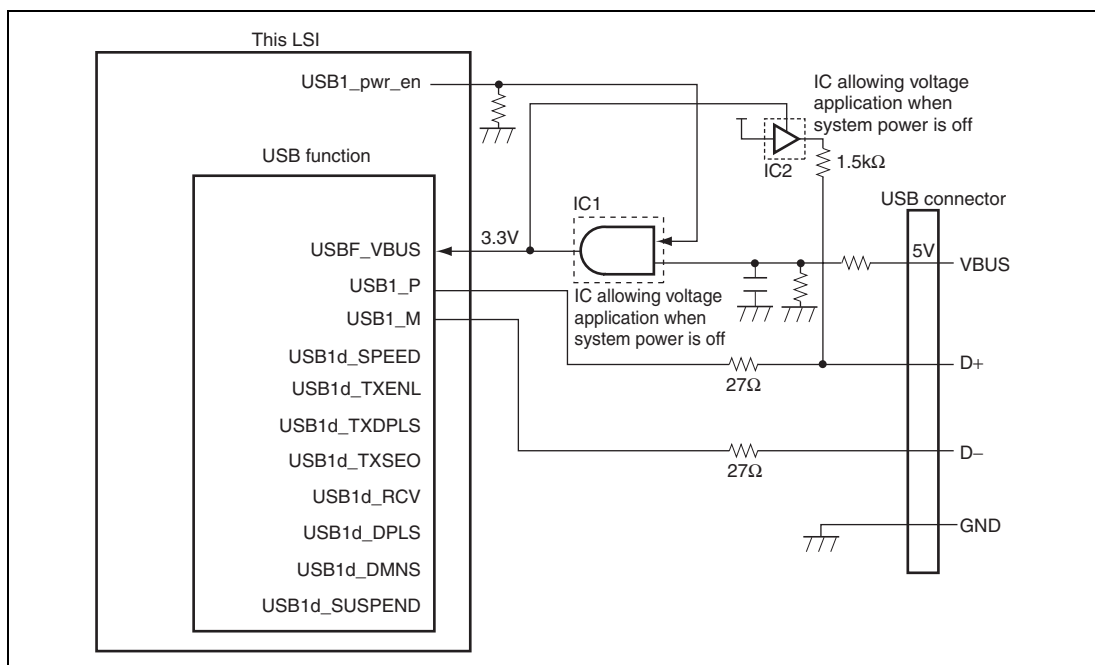 This LSI
USB1_pwr_en
IC allowing voltage
application when
system power is off
IC2
1.5kΩ
USB function
USB connector
IC1
3.3V
5V
USBF_VBUS
VBUS
USB1_P
IC allowing voltage
application when
system power is off
USB1_M
USB1d_SPEED
27Ω
D+
USB1d_TXENL
USB1d_TXDPLS
USB1d_TXSEO
27Ω
D−
USB1d_RCV
USB1d_DPLS
GND
USB1d_DMNS
USB1d_SUSPEND